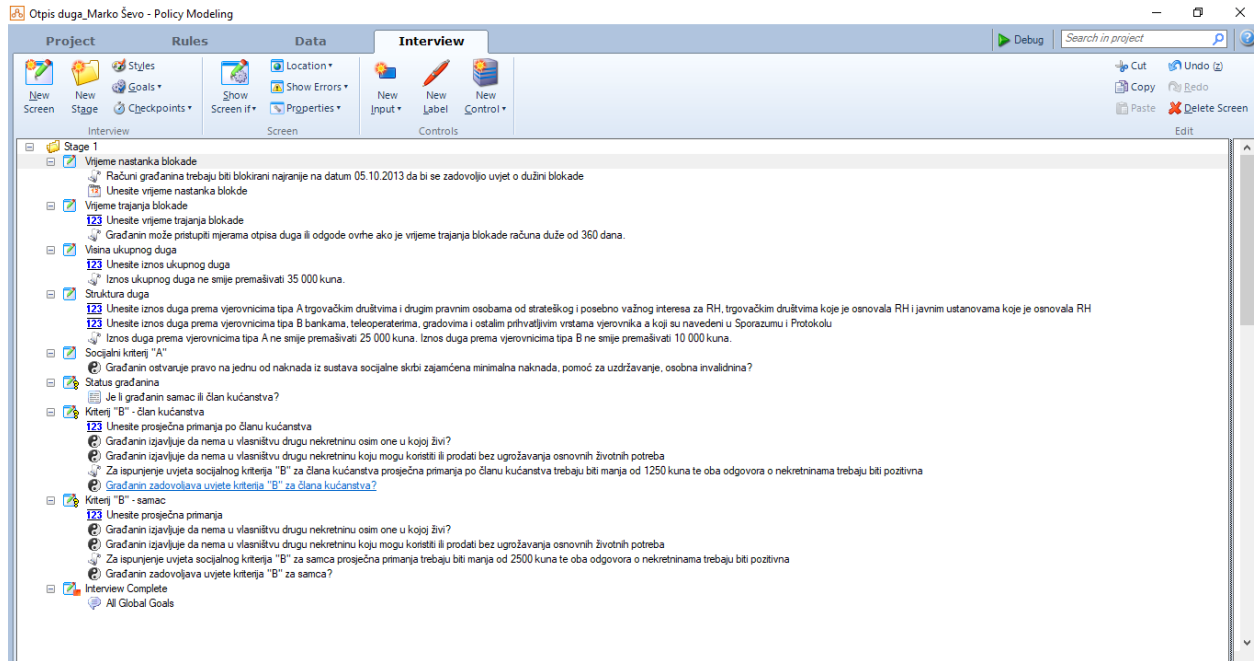 Otpis duga_Marko Ševo - Policy Modeling
Project Rules Data Interview Debug Search in project
New Screen
New Stage
Styles
Goals
Checkpoints
Interview
Show Screen if
Location
Show Errors
Properties
Screen
New Input
New Label
New Control
Controls
Cut
Copy
Paste
Undo (z)
Redo
Delete Screen
Edit
Stage 1
Vrijeme nastanka blokade
Računi građanina trebaju biti blokirani najranije na datum 05.10.2013 da bi se zadovoljio uvjet o dužini blokade
Unesite vrijeme nastanka blokde
Vrijeme trajanja blokade
123 Unesite vrijeme trajanja blokade
Građanin može pristupiti mjerama otpisa duga ili odgode ovrhe ako je vrijeme trajanja blokade računa duže od 360 dana.
Visina ukupnog duga
123 Unesite iznos ukupnog duga
Iznos ukupnog duga ne smije premašivati 35 000 kuna.
Struktura duga
123 Unesite iznos duga prema vjerovnicima tipa A trgovačkim društvima i drugim pravnim osobama od strateškog i posebno važnog interesa za RH, trgovačkim društvima koje je osnovala RH i javnim ustanovama koje je osnovala RH
123 Unesite iznos duga prema vjerovnicima tipa B bankama, teleoperaterima, gradovima i ostalim prihvatljivim vrstama vjerovnika a koji su navedeni u Sporazumu i Protokolu
Iznos duga prema vjerovnicima tipa A ne smije premašivati 25 000 kuna. Iznos duga prema vjerovnicima tipa B ne smije premašivati 10 000 kuna.
Socijalni kriterij "A"
Građanin ostvaruje pravo na jednu od naknada iz sustava socijalne skrbi zajamćena minimalna naknada, pomoć za uzdržavanje, osobna invalidnina?
Status građanina
Je li građanin samac ili član kućanstva?
Kriterij "B" - član kućanstva
123 Unesite prosječna primanja po članu kućanstva
Građanin izjavljuje da nema u vlasništvu drugu nekretninu osim one u kojoj živi?
Građanin izjavljuje da nema u vlasništvu drugu nekretninu koju mogu koristiti ili prodati bez ugrožavanja osnovnih životnih potreba
Za ispunjenje uvjeta socijalnog kriterija "B" za člana kućanstva prosječna primanja po članu kućanstva trebaju biti manja od 1250 kuna te oba odgovora o nekretninama trebaju biti pozitivna
Građanin zadovoljava uvjete kriterija "B" za člana kućanstva?
Kriterij "B" - samac
123 Unesite prosječna primanja
Građanin izjavljuje da nema u vlasništvu drugu nekretninu osim one u kojoj živi?
Građanin izjavljuje da nema u vlasništvu drugu nekretninu koju mogu koristiti ili prodati bez ugrožavanja osnovnih životnih potreba
Za ispunjenje uvjeta socijalnog kriterija "B" za samca prosječna primanja trebaju biti manja od 2500 kuna te oba odgovora o nekretninama trebaju biti pozitivna
Građanin zadovoljava uvjete kriterija "B" za samca?
Interview Complete
All Global Goals